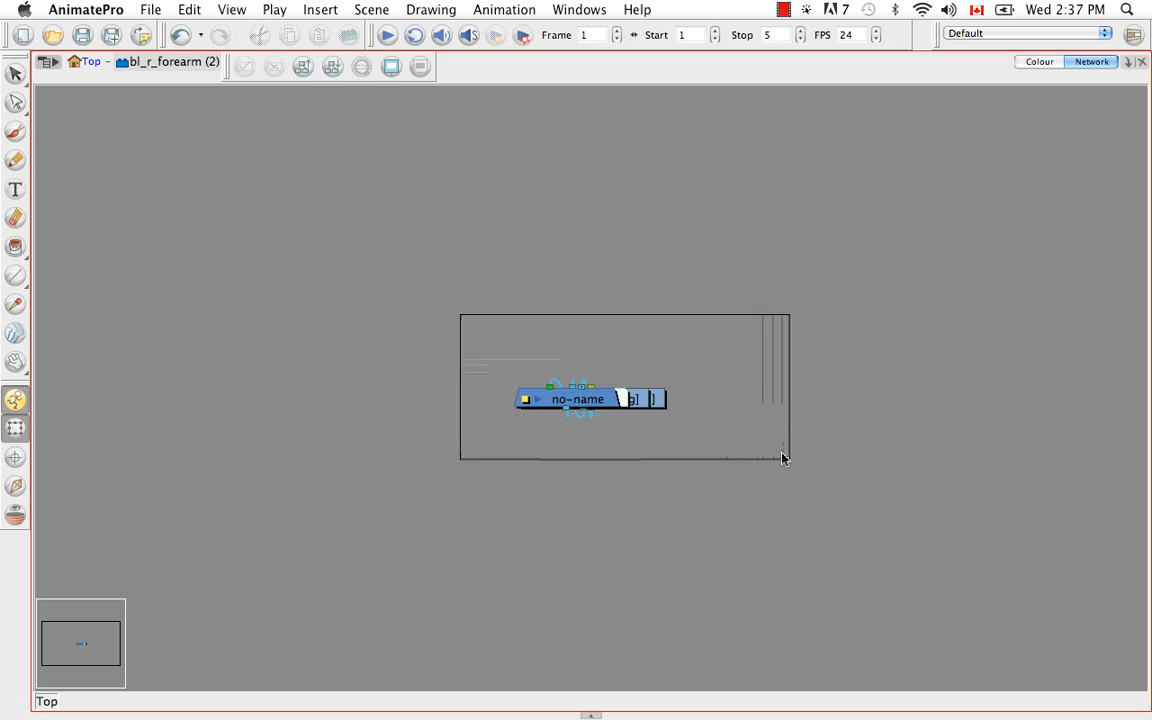 AnimatePro File Edit View Play Insert Scene Drawing Animation Windows Help 7 Wed 2:37 PM
Frame 1 Start 1 Stop 5 FPS 24 Default
Top - bl_r_forearm (2) Colour Network
T
no-name g] ]
Top